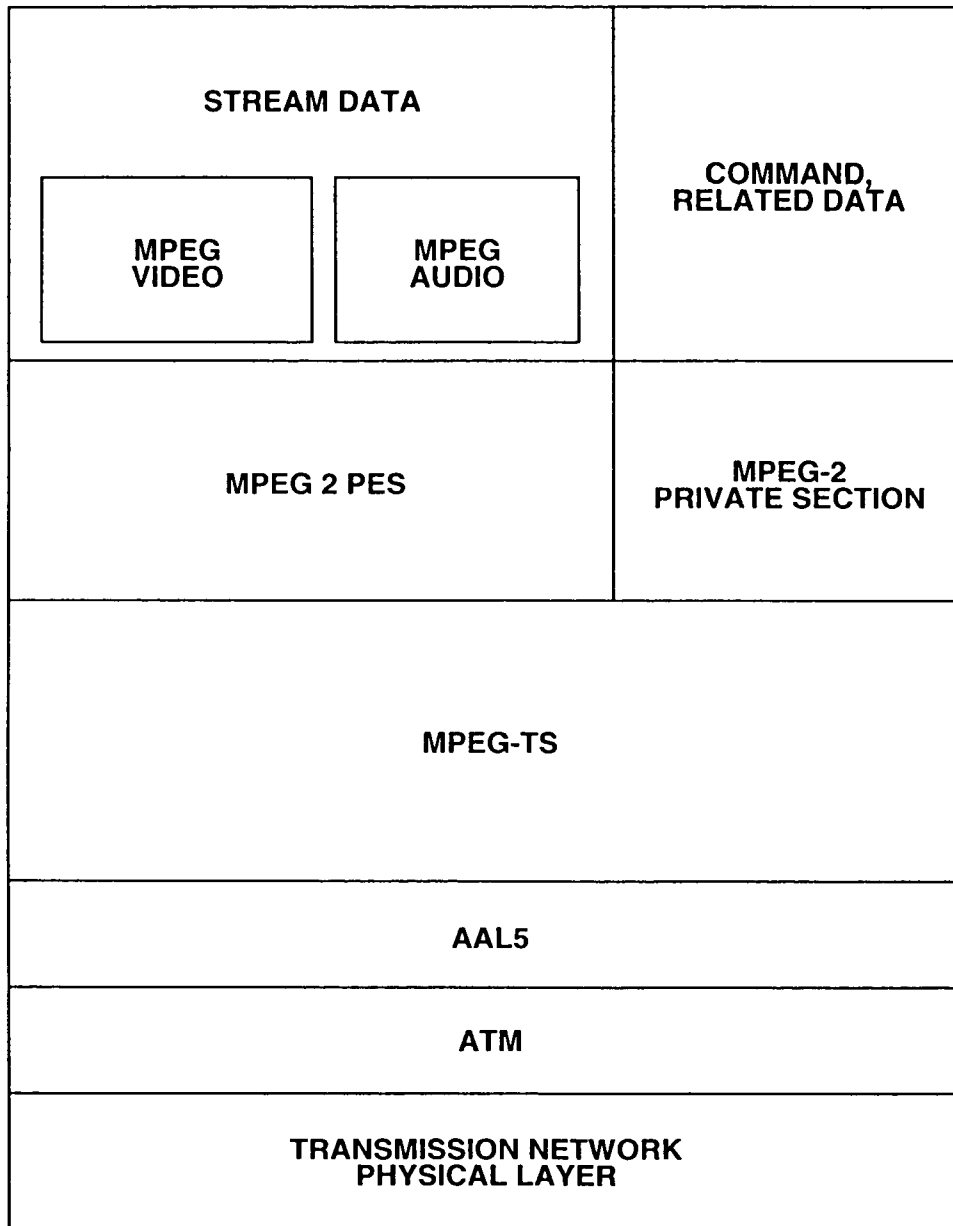 STREAM DATA
MPEG
VIDEO
MPEG
AUDIO
COMMAND,
RELATED DATA
MPEG 2 PES
MPEG-2
PRIVATE SECTION
MPEG-TS
AAL5
ATM
TRANSMISSION NETWORK
PHYSICAL LAYER